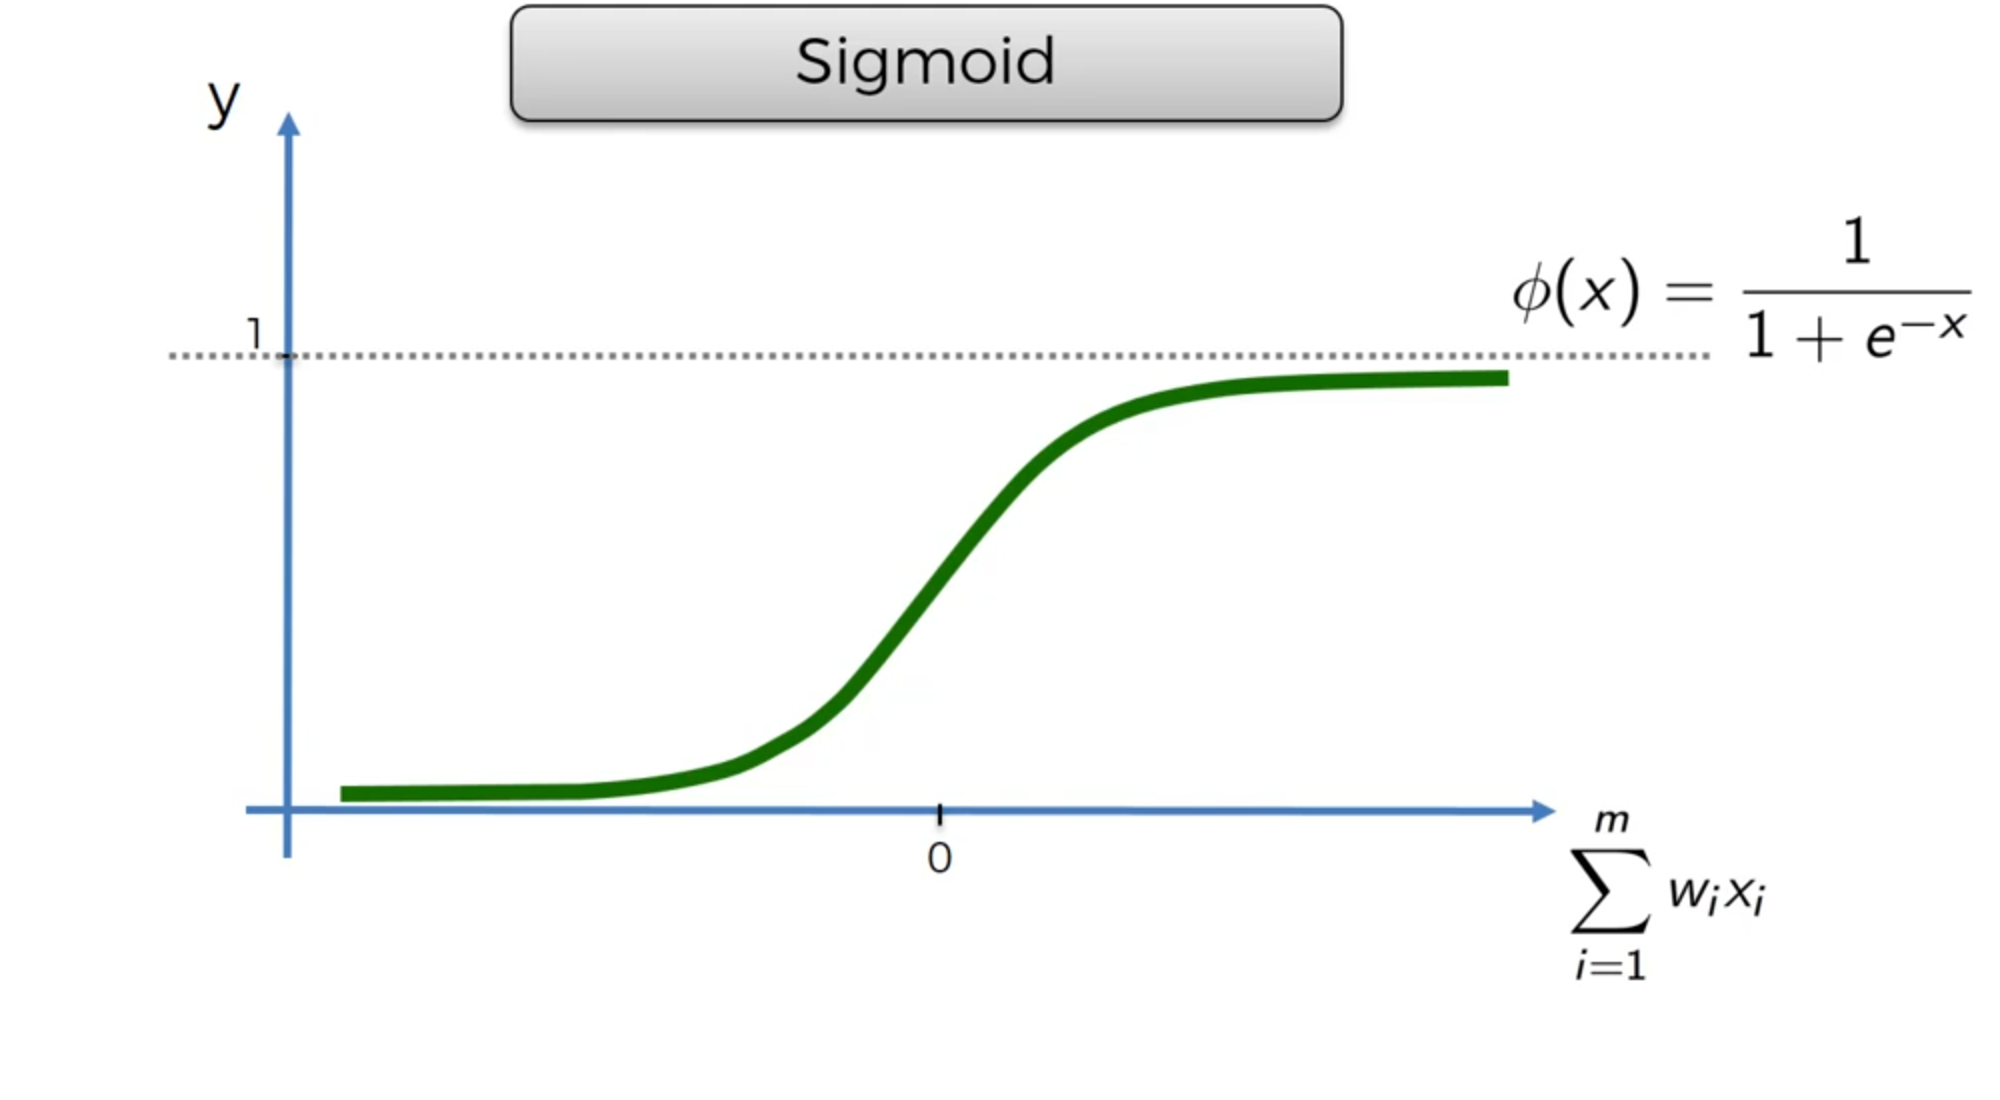 Sigmoid
y
1
ϕ(x) = 1 / (1 + e^{−x})
0
m
∑ w_i x_i
i=1